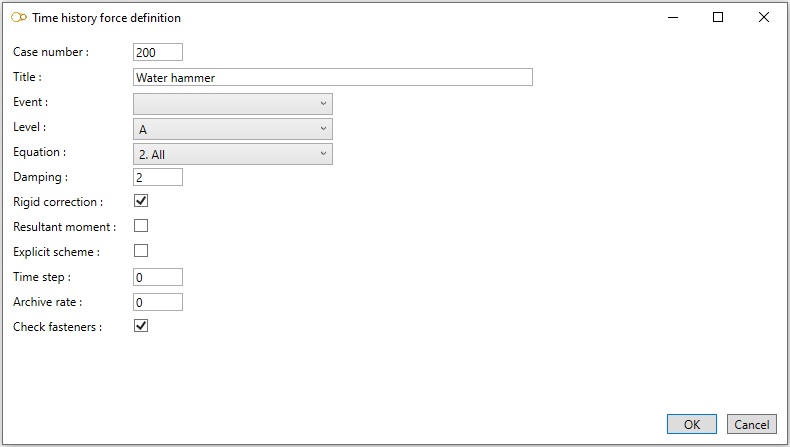 Time history force definition
Case number : 200
Title : Water hammer
Event :
Level : A
Equation : 2. All
Damping : 2
Rigid correction :
Resultant moment :
Explicit scheme :
Time step : 0
Archive rate : 0
Check fasteners :
OK Cancel